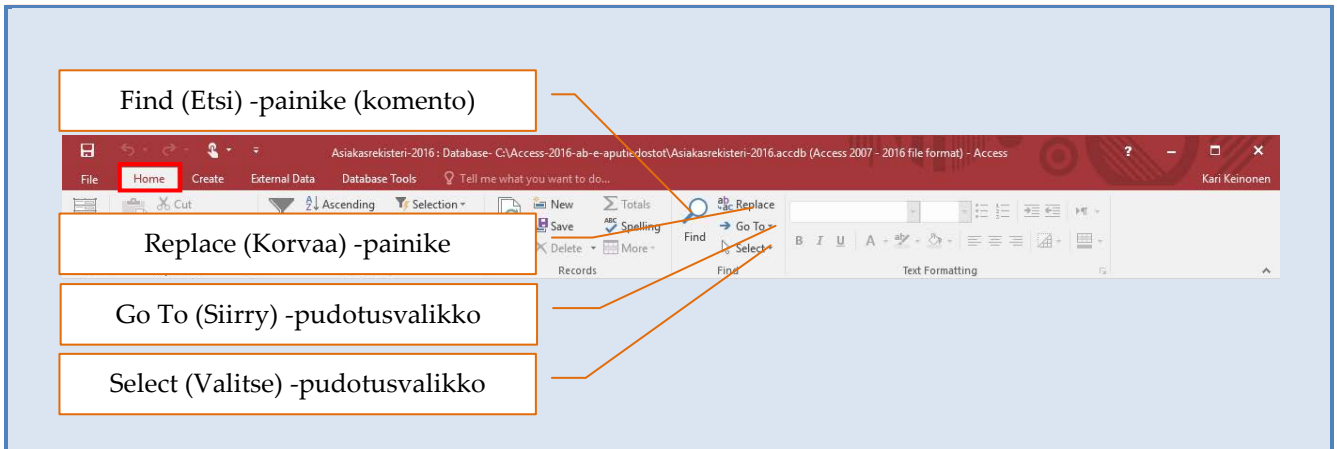 Find (Etsi) -painike (komento)
Asiakasrekisteri-2016 : Database- C:\Access-2016-ab-e-aputiedostot\Asiakasrekisteri-2016.accdb (Access 2007 - 2016 file format) - Access ?
File Home Create External Data Database Tools Tell me what you want to do... Kari Keinonen
Cut Ascending Selection New Totals Replace
Replace (Korvaa) -painike Save Spelling Find Go To
Delete More Select B I U A
Records Find Text Formatting
Go To (Siirry) -pudotusvalikko
Select (Valitse) -pudotusvalikko